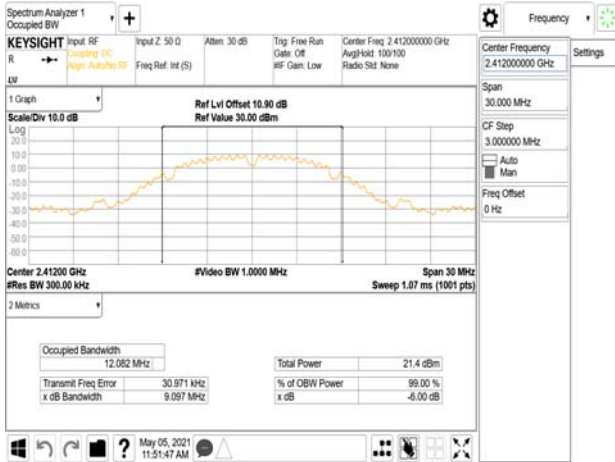 Spectrum Analyzer 1
Occupied BW
Frequency
KEYSIGHT
Input: RF
Coupling: DC
Align: Auto/No RF
Input Z: 50 Ω
Freq Ref: Int (S)
Atten: 30 dB
Trig: Free Run
Gate: Off
#IF Gain: Low
Center Freq: 2.412000000 GHz
Avg|Hold: 100/100
Radio Std: None
R
1 Graph
Scale/Div 10.0 dB
Ref Lvl Offset 10.90 dB
Ref Value 30.00 dBm
Log
20.0
10.0
0.00
-10.0
-20.0
-30.0
-40.0
-50.0
-60.0
Center 2.41200 GHz
#Video BW 1.0000 MHz
Span 30 MHz
#Res BW 300.00 kHz
Sweep 1.07 ms (1001 pts)
2 Metrics
Occupied Bandwidth
12.082 MHz
Total Power 21.4 dBm
Transmit Freq Error 30.971 kHz
% of OBW Power 99.00 %
x dB Bandwidth 9.097 MHz
x dB -6.00 dB
May 05, 2021
11:51:47 AM
Center Frequency
2.412000000 GHz
Settings
Span
30.000 MHz
CF Step
3.000000 MHz
Auto
Man
Freq Offset
0 Hz